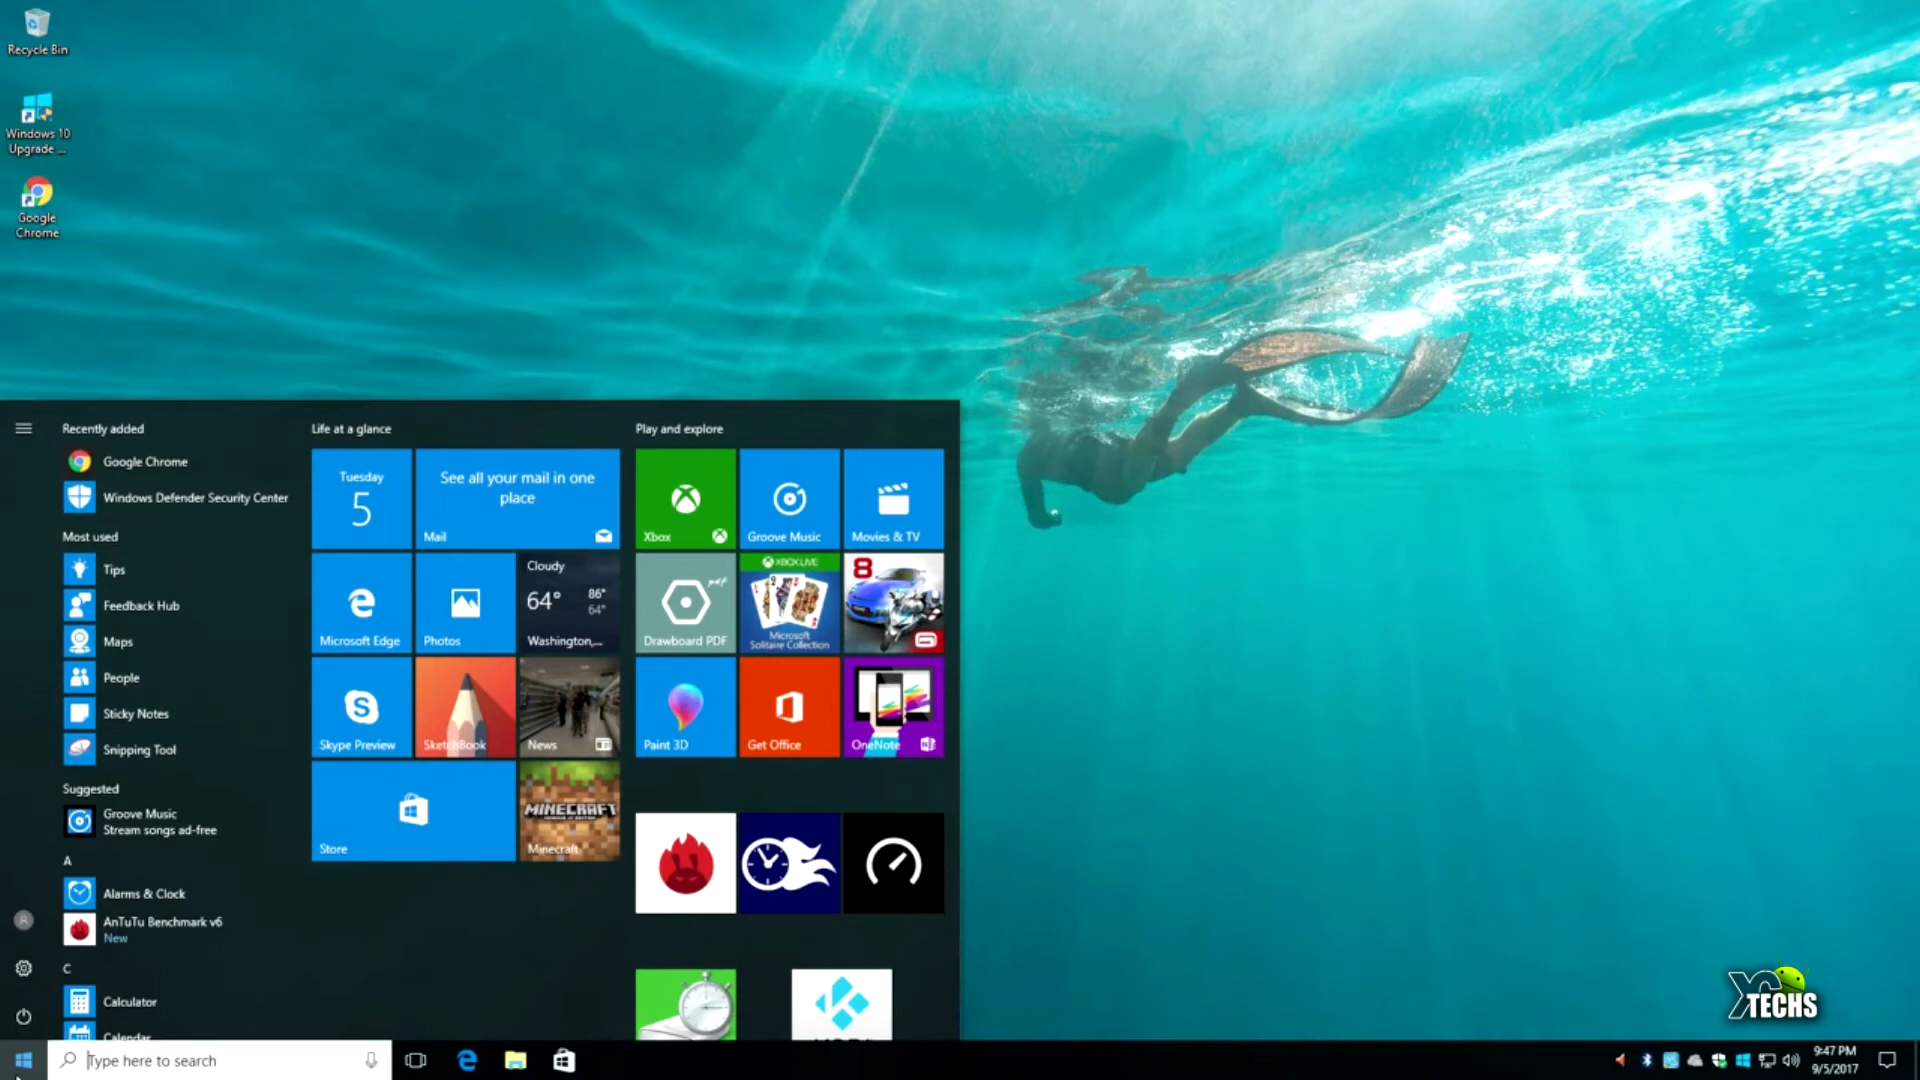 Recycle Bin
Windows 10
Upgrade ...
Google
Chrome
Recently added
Google Chrome
Windows Defender Security Center
Most used
Tips
Feedback Hub
Maps
People
Sticky Notes
Snipping Tool
Suggested
Groove Music
Stream songs ad-free
A
Alarms & Clock
AnTuTu Benchmark v6
New
C
Calculator
Calendar
Life at a glance
Tuesday
5
See all your mail in one
place
Mail
Microsoft Edge
Photos
Cloudy
64°
86°
64°
Washington,...
Skype Preview
SketchBook
News
Store
MINECRAFT
Minecraft
Play and explore
Xbox
Groove Music
Movies & TV
pdf
Drawboard PDF
XBOX LIVE
Microsoft
Solitaire Collection
8
Paint 3D
Get Office
OneNote
Type here to search
TECHS
9:47 PM
9/5/2017